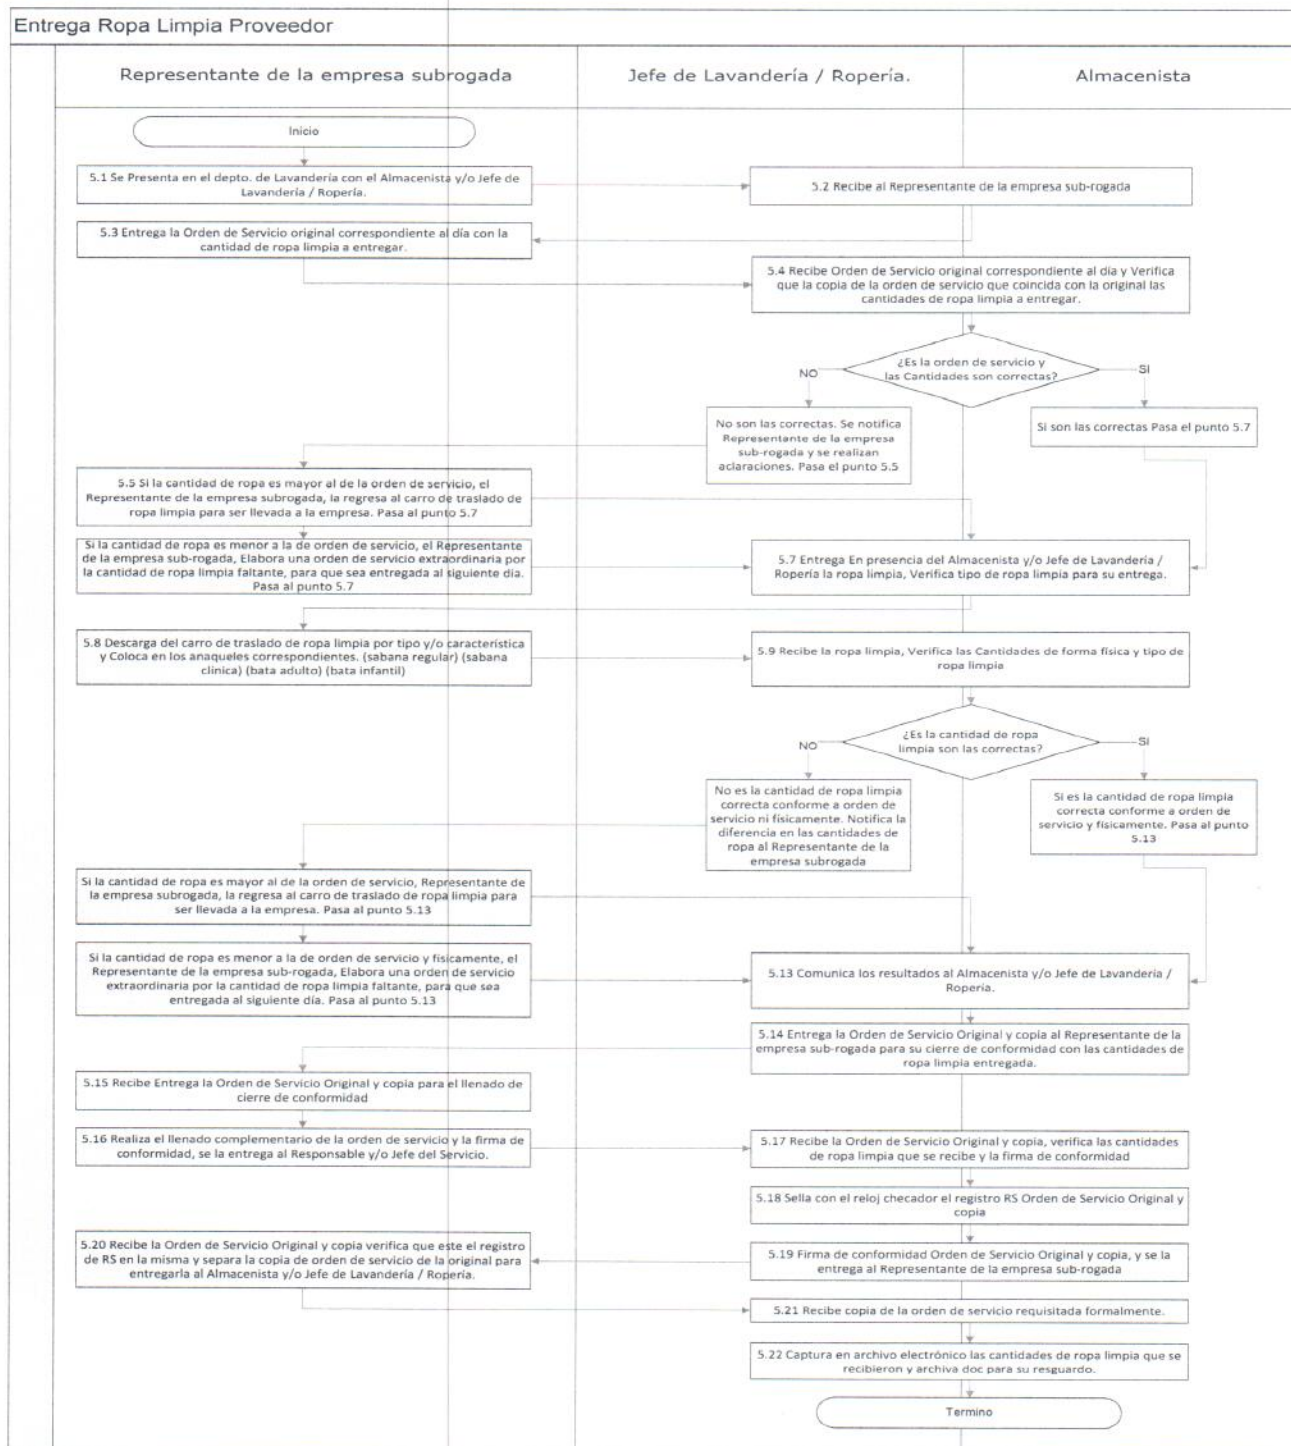 Entrega Ropa Limpia Proveedor
Representante de la empresa subrogada
Jefe de Lavandería / Ropería.
Almacenista
Inicio
5.1 Se Presenta en el depto. de Lavandería con el Almacenista y/o Jefe de
Lavandería / Ropería.
5.2 Recibe al Representante de la empresa sub-rogada
5.3 Entrega la Orden de Servicio original correspondiente al día con la
cantidad de ropa limpia a entregar.
5.4 Recibe Orden de Servicio original correspondiente al día y Verifica
que la copia de la orden de servicio que coincida con la original las
cantidades de ropa limpia a entregar.
¿Es la orden de servicio y
las Cantidades son correctas?
NO
SI
No son las correctas. Se notifica
Representante de la empresa
sub-rogada y se realizan
aclaraciones. Pasa el punto 5.5
Si son las correctas Pasa el punto 5.7
5.5 Si la cantidad de ropa es mayor al de la orden de servicio, el
Representante de la empresa subrogada, la regresa al carro de traslado de
ropa limpia para ser llevada a la empresa. Pasa al punto 5.7
Si la cantidad de ropa es menor a la de orden de servicio, el Representante
de la empresa sub-rogada, Elabora una orden de servicio extraordinaria por
la cantidad de ropa limpia faltante, para que sea entregada al siguiente día.
Pasa al punto 5.7
5.7 Entrega En presencia del Almacenista y/o Jefe de Lavandería /
Ropería la ropa limpia, Verifica tipo de ropa limpia para su entrega.
5.8 Descarga del carro de traslado de ropa limpia por tipo y/o característica
y Coloca en los anaqueles correspondientes. (sabana regular) (sabana
clínica) (bata adulto) (bata infantil)
5.9 Recibe la ropa limpia, Verifica las Cantidades de forma física y tipo de
ropa limpia
¿Es la cantidad de ropa
limpia son las correctas?
NO
SI
No es la cantidad de ropa limpia
correcta conforme a orden de
servicio ni físicamente. Notifica la
diferencia en las cantidades de
ropa al Representante de la
empresa subrogada
Si es la cantidad de ropa limpia
correcta conforme a orden de
servicio y físicamente. Pasa al punto
5.13
Si la cantidad de ropa es mayor al de la orden de servicio, Representante de
la empresa subrogada, la regresa al carro de traslado de ropa limpia para
ser llevada a la empresa. Pasa al punto 5.13
Si la cantidad de ropa es menor a la de orden de servicio y físicamente, el
Representante de la empresa sub-rogada, Elabora una orden de servicio
extraordinaria por la cantidad de ropa limpia faltante, para que sea
entregada al siguiente día. Pasa al punto 5.13
5.13 Comunica los resultados al Almacenista y/o Jefe de Lavandería /
Ropería.
5.14 Entrega la Orden de Servicio Original y copia al Representante de la
empresa sub-rogada para su cierre de conformidad con las cantidades de
ropa limpia entregada.
5.15 Recibe Entrega la Orden de Servicio Original y copia para el llenado de
cierre de conformidad
5.16 Realiza el llenado complementario de la orden de servicio y la firma de
conformidad, se la entrega al Responsable y/o Jefe del Servicio.
5.17 Recibe la Orden de Servicio Original y copia, verifica las cantidades
de ropa limpia que se recibe y la firma de conformidad
5.18 Sella con el reloj checador el registro RS Orden de Servicio Original y
copia
5.20 Recibe la Orden de Servicio Original y copia verifica que este el registro
de RS en la misma y separa la copia de orden de servicio de la original para
entregarla al Almacenista y/o Jefe de Lavandería / Ropería.
5.19 Firma de conformidad Orden de Servicio Original y copia, y se la
entrega al Representante de la empresa sub-rogada
5.21 Recibe copia de la orden de servicio requisitada formalmente.
5.22 Captura en archivo electrónico las cantidades de ropa limpia que se
recibieron y archiva doc para su resguardo.
Termino